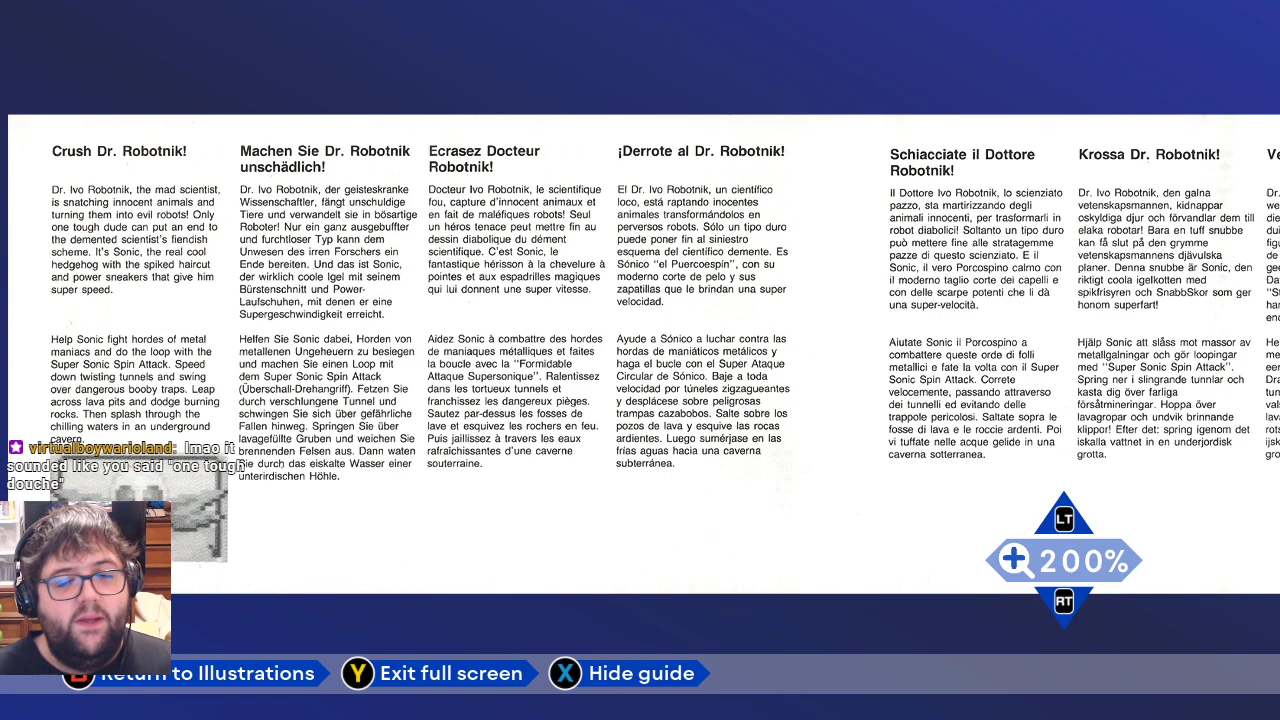 Crush Dr. Robotnik!
Dr. Ivo Robotnik, the mad scientist,
is snatching innocent animals and
turning them into evil robots! Only
one tough dude can put an end to
the demented scientist's fiendish
scheme. It's Sonic, the real cool
hedgehog with the spiked haircut
and power sneakers that give him
super speed.
Help Sonic fight hordes of metal
maniacs and do the loop with the
Super Sonic Spin Attack. Speed
down twisting tunnels and swing
over dangerous booby traps. Leap
across lava pits and dodge burning
rocks. Then splash through the
chilling waters in an underground
cavern.
Machen Sie Dr. Robotnik
unschädlich!
Dr. Ivo Robotnik, der geisteskranke
Wissenschaftler, fängt unschuldige
Tiere und verwandelt sie in bösartige
Roboter! Nur ein ganz ausgebuffter
und furchtloser Typ kann dem
Unwesen des irren Forschers ein
Ende bereiten. Und das ist Sonic,
der wirklich coole Igel mit seinem
Bürstenschnitt und Power-
Laufschuhen, mit denen er eine
Supergeschwindigkeit erreicht.
Helfen Sie Sonic dabei, Horden von
metallenen Ungeheuern zu besiegen
und machen Sie einen Loop mit
dem Super Sonic Spin Attack
(Überschall-Drehangriff). Fetzen Sie
durch verschlungene Tunnel und
schwingen Sie sich über gefährliche
Fallen hinweg. Springen Sie über
lavagefüllte Gruben und weichen Sie
brennenden Felsen aus. Dann waten
Sie durch das eiskalte Wasser einer
unterirdischen Höhle.
Ecrasez Docteur
Robotnik!
Docteur Ivo Robotnik, le scientifique
fou, capture d'innocent animaux et
en fait de maléfiques robots! Seul
un héros tenace peut mettre fin au
dessin diabolique du dément
scientifique. C'est Sonic, le
fantastique hérisson à la chevelure à
pointes et aux espadrilles magiques
qui lui donnent une super vitesse.
Aidez Sonic à combattre des hordes
de maniaques métalliques et faites
la boucle avec la "Formidable
Attaque Supersonique". Ralentissez
dans les tortueux tunnels et
franchissez les dangereux pièges.
Sautez par-dessus les fosses de
lave et esquivez les rochers en feu.
Puis jaillissez à travers les eaux
rafraîchissantes d'une caverne
souterraine.
¡Derrote al Dr. Robotnik!
El Dr. Ivo Robotnik, un científico
loco, está raptando inocentes
animales transformándolos en
perversos robots. Sólo un tipo duro
puede poner fin al siniestro
esquema del científico demente. Es
Sónico "el Puercoespín", con su
moderno corte de pelo y sus
zapatillas que le brindan una super
velocidad.
Ayude a Sónico a luchar contra las
hordas de maniáticos metálicos y
haga el bucle con el Super Ataque
Circular de Sónico. Baje a toda
velocidad por túneles zigzagueantes
y desplácese sobre peligrosas
trampas cazabobos. Salte sobre los
pozos de lava y esquive las rocas
ardientes. Luego sumérjase en las
frías aguas hacia una caverna
subterránea.
Schiacciate il Dottore
Robotnik!
Il Dottore Ivo Robotnik, lo scienziato
pazzo, sta martirizzando degli
animali innocenti, per trasformarli in
robot diabolici! Soltanto un tipo duro
può mettere fine alle stratagemme
pazze di questo scienziato. E il
Sonic, il vero Porcospino calmo con
il moderno taglio corte dei capelli e
con delle scarpe potenti che li dà
una super-velocità.
Aiutate Sonic il Porcospino a
combattere queste orde di folli
metallici e fate la volta con il Super
Sonic Spin Attack. Correte
velocemente, passando attraverso
dei tunnelli ed evitando delle
trappole pericolosi. Saltate sopra le
fosse di lava e le roccie ardenti. Poi
vi tuffate nelle acque gelide in una
caverna sotterranea.
Krossa Dr. Robotnik!
Dr. Ivo Robotnik, den galna
vetenskapsmannen, kidnappar
oskyldiga djur och förvandlar dem till
elaka robotar! Bara en tuff snubbe
kan få slut på den grymme
vetenskapsmannens djävulska
planer. Denna snubbe är Sonic, den
riktigt coola igelkotten med
spikfrisyren och SnabbSkor som ger
honom superfart!
Hjälp Sonic att slåss mot massor av
metallgalningar och gör loopingar
med "Super Sonic Spin Attack".
Spring ner i slingrande tunnlar och
kasta dig över farliga
försåtmineringar. Hoppa över
lavagropar och undvik brinnande
klippor! Efter det: spring igenom det
iskalla vattnet in en underjordisk
grotta.
virtualboywarioland: lmao it
sounded like you said "one tough
douche"
LT
200%
RT
Return to Illustrations
Y Exit full screen
X Hide guide